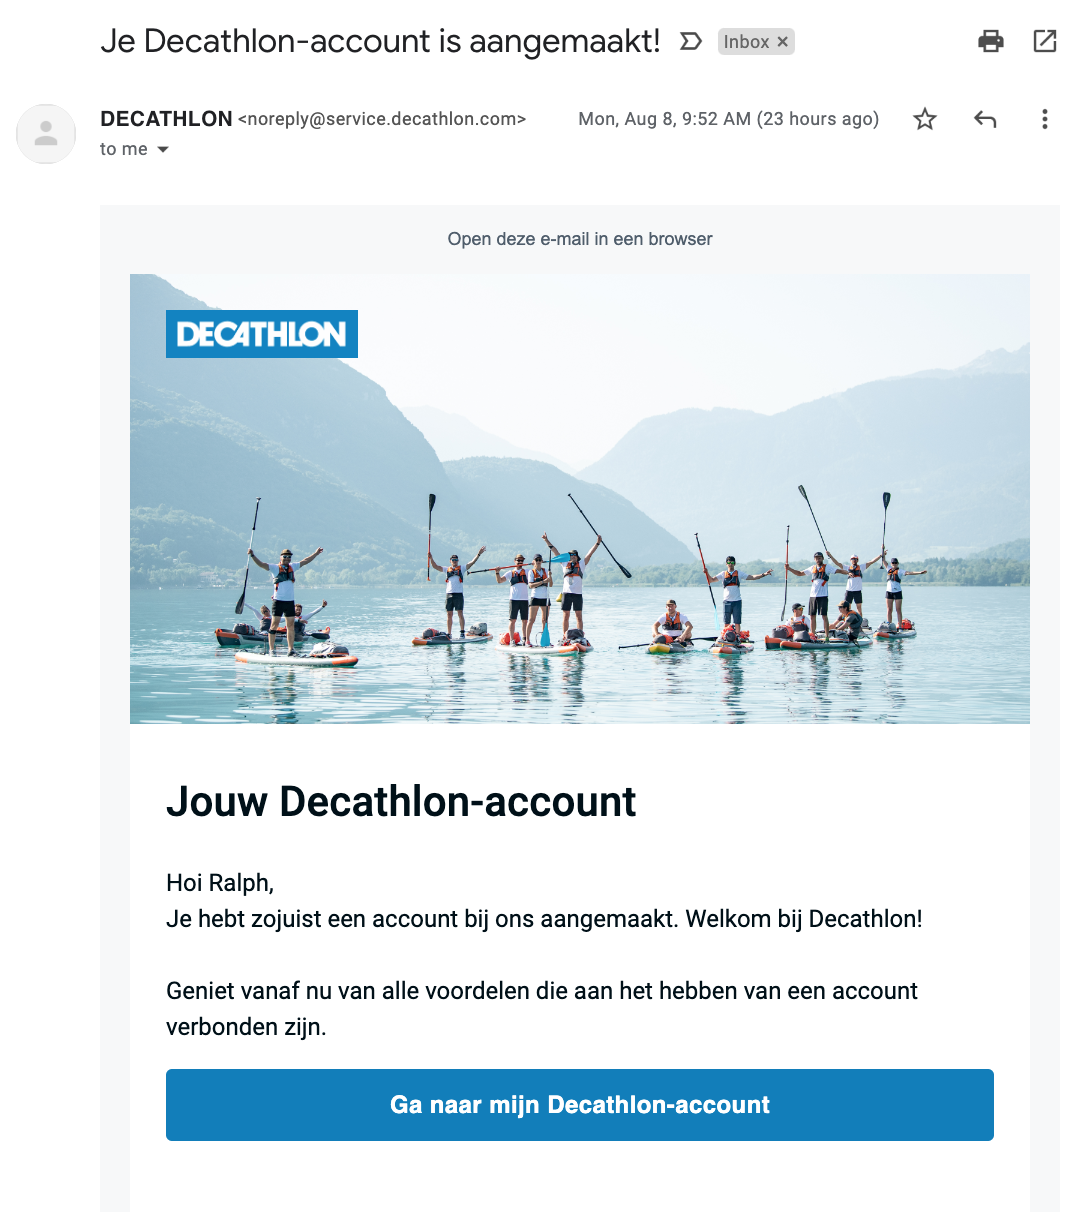 Je Decathlon-account is aangemaakt! Inbox ×
DECATHLON <noreply@service.decathlon.com> Mon, Aug 8, 9:52 AM (23 hours ago)
to me
Open deze e-mail in een browser
DECATHLON
Jouw Decathlon-account
Hoi Ralph,
Je hebt zojuist een account bij ons aangemaakt. Welkom bij Decathlon!
Geniet vanaf nu van alle voordelen die aan het hebben van een account
verbonden zijn.
Ga naar mijn Decathlon-account